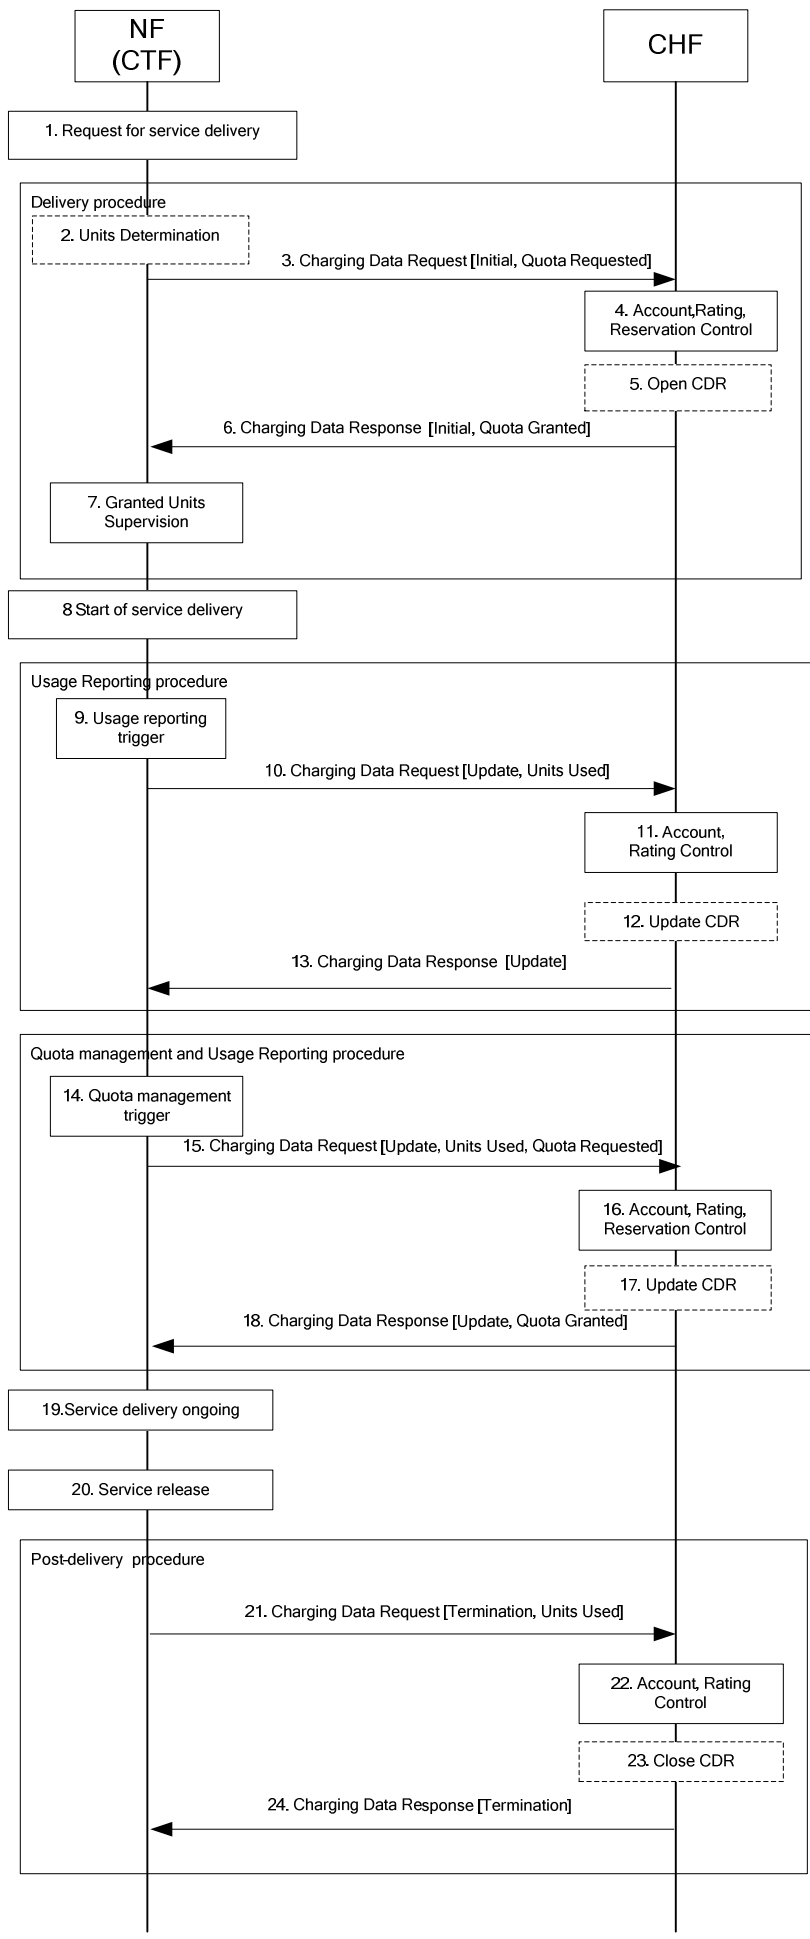 NF
(CTF)
CHF
1. Request for service delivery
Delivery procedure
2. Units Determination
3. Charging Data Request [Initial, Quota Requested]
4. Account,Rating,
Reservation Control
5. Open CDR
6. Charging Data Response [Initial, Quota Granted]
7. Granted Units
Supervision
8 Start of service delivery
Usage Reporting procedure
9. Usage reporting
trigger
10. Charging Data Request [Update, Units Used]
11. Account,
Rating Control
12. Update CDR
13. Charging Data Response [Update]
Quota management and Usage Reporting procedure
14. Quota management
trigger
15. Charging Data Request [Update, Units Used, Quota Requested]
16. Account, Rating,
Reservation Control
17. Update CDR
18. Charging Data Response [Update, Quota Granted]
19.Service delivery ongoing
20. Service release
Post-delivery procedure
21. Charging Data Request [Termination, Units Used]
22. Account, Rating
Control
23. Close CDR
24. Charging Data Response [Termination]